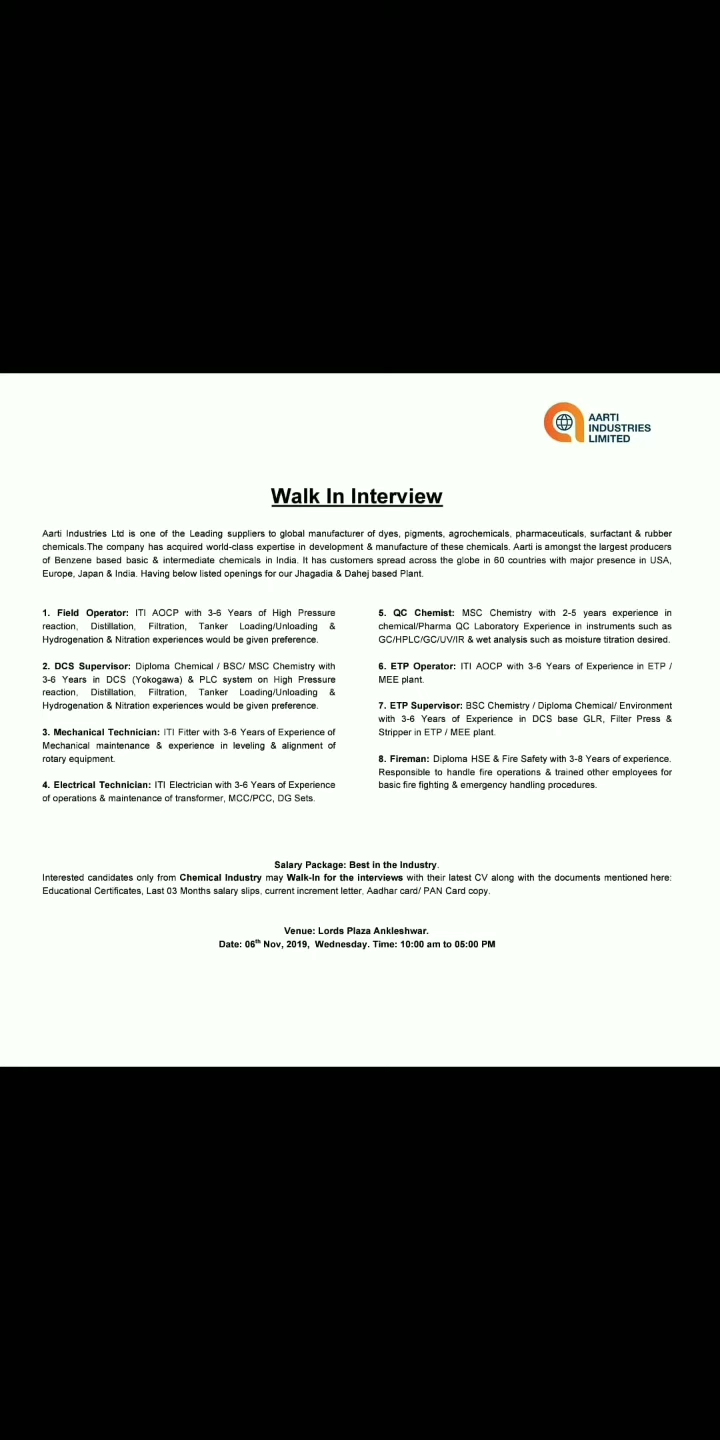 AARTI
INDUSTRIES
LIMITED
Walk In Interview
Aarti Industries Ltd is one of the Leading suppliers to global manufacturer of dyes, pigments, agrochemicals, pharmaceuticals, surfactant & rubber
chemicals.The company has acquired world-class expertise in development & manufacture of these chemicals. Aarti is amongst the largest producers
of Benzene based basic & intermediate chemicals in India. It has customers spread across the globe in 60 countries with major presence in USA,
Europe, Japan & India. Having below listed openings for our Jhagadia & Dahej based Plant.
1. Field Operator: ITI AOCP with 3-6 Years of High Pressure
reaction, Distillation, Filtration, Tanker Loading/Unloading &
Hydrogenation & Nitration experiences would be given preference.
2. DCS Supervisor: Diploma Chemical / BSC/ MSC Chemistry with
3-6 Years in DCS (Yokogawa) & PLC system on High Pressure
reaction, Distillation, Filtration, Tanker Loading/Unloading &
Hydrogenation & Nitration experiences would be given preference.
3. Mechanical Technician: ITI Fitter with 3-6 Years of Experience of
Mechanical maintenance & experience in leveling & alignment of
rotary equipment.
4. Electrical Technician: ITI Electrician with 3-6 Years of Experience
of operations & maintenance of transformer, MCC/PCC, DG Sets.
5. QC Chemist: MSC Chemistry with 2-5 years experience in
chemical/Pharma QC Laboratory Experience in instruments such as
GC/HPLC/GC/UV/IR & wet analysis such as moisture titration desired.
6. ETP Operator: ITI AOCP with 3-6 Years of Experience in ETP /
MEE plant.
7. ETP Supervisor: BSC Chemistry / Diploma Chemical/ Environment
with 3-6 Years of Experience in DCS base GLR, Filter Press &
Stripper in ETP / MEE plant.
8. Fireman: Diploma HSE & Fire Safety with 3-8 Years of experience.
Responsible to handle fire operations & trained other employees for
basic fire fighting & emergency handling procedures.
Salary Package: Best in the Industry.
Interested candidates only from Chemical Industry may Walk-In for the interviews with their latest CV along with the documents mentioned here:
Educational Certificates, Last 03 Months salary slips, current increment letter, Aadhar card/ PAN Card copy.
Venue: Lords Plaza Ankleshwar.
Date: 06th Nov, 2019, Wednesday. Time: 10:00 am to 05:00 PM